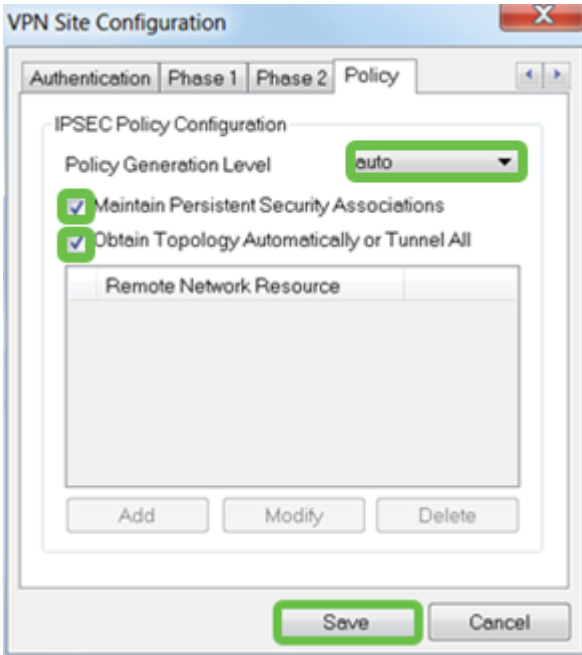 VPN Site Configuration
Authentication Phase 1 Phase 2 Policy
IPSEC Policy Configuration
Policy Generation Level auto
Maintain Persistent Security Associations
Obtain Topology Automatically or Tunnel All
Remote Network Resource
Add Modify Delete
Save Cancel